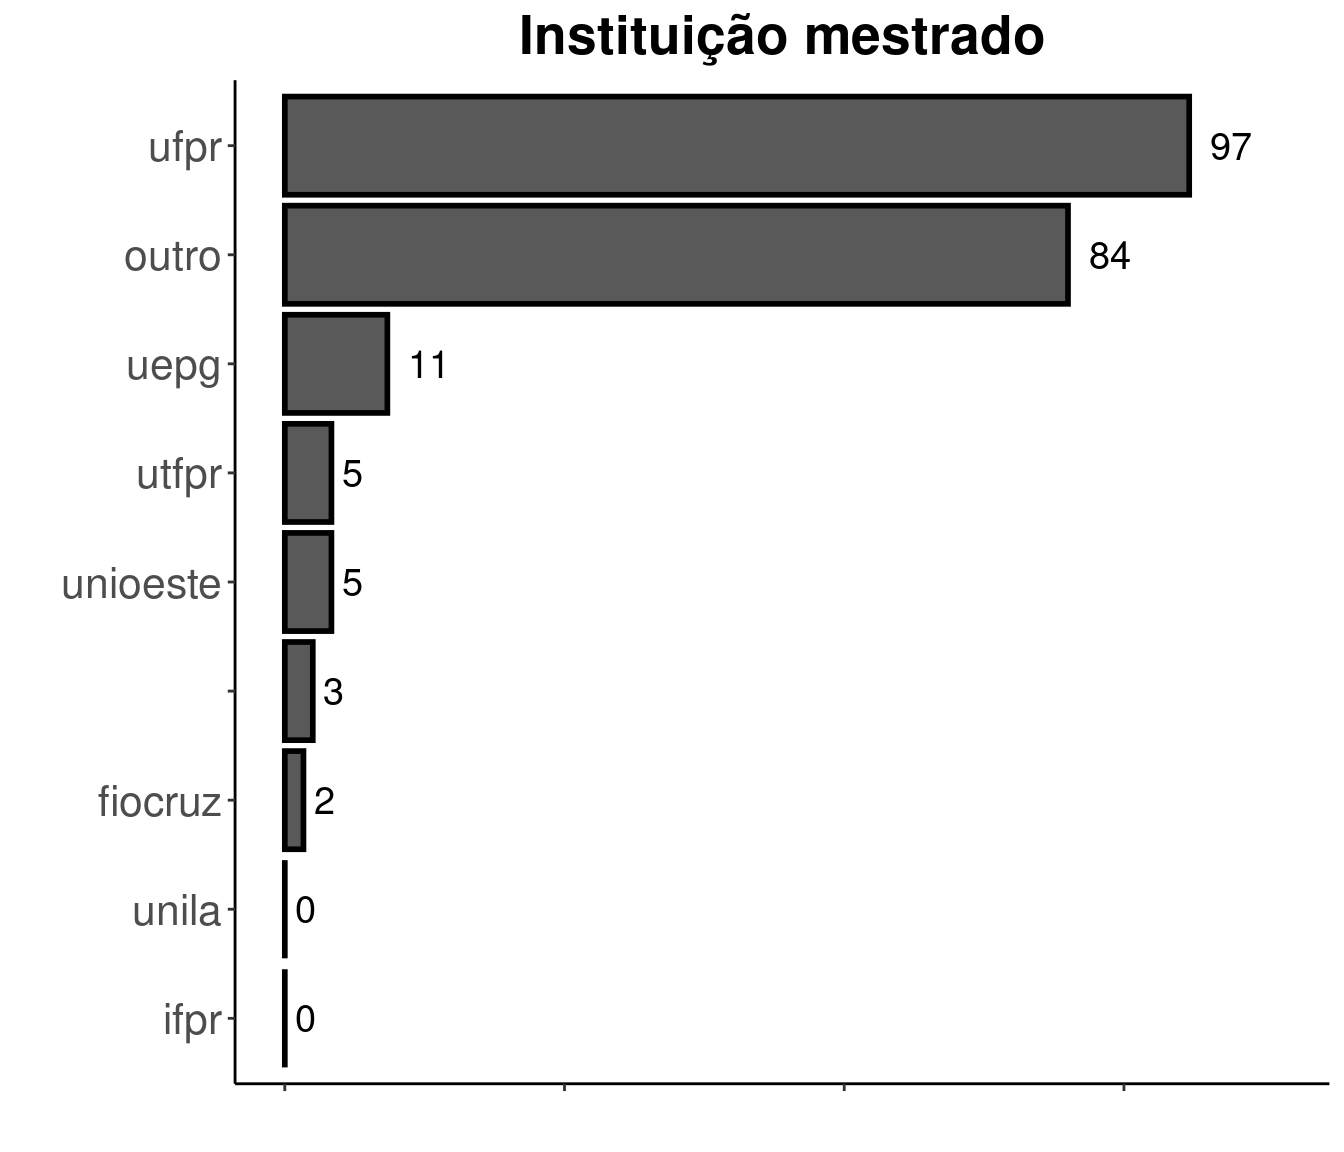 Instituição mestrado
ufpr 97
outro 84
uepg 11
utfpr 5
unioeste 5
3
fiocruz 2
unila 0
ifpr 0